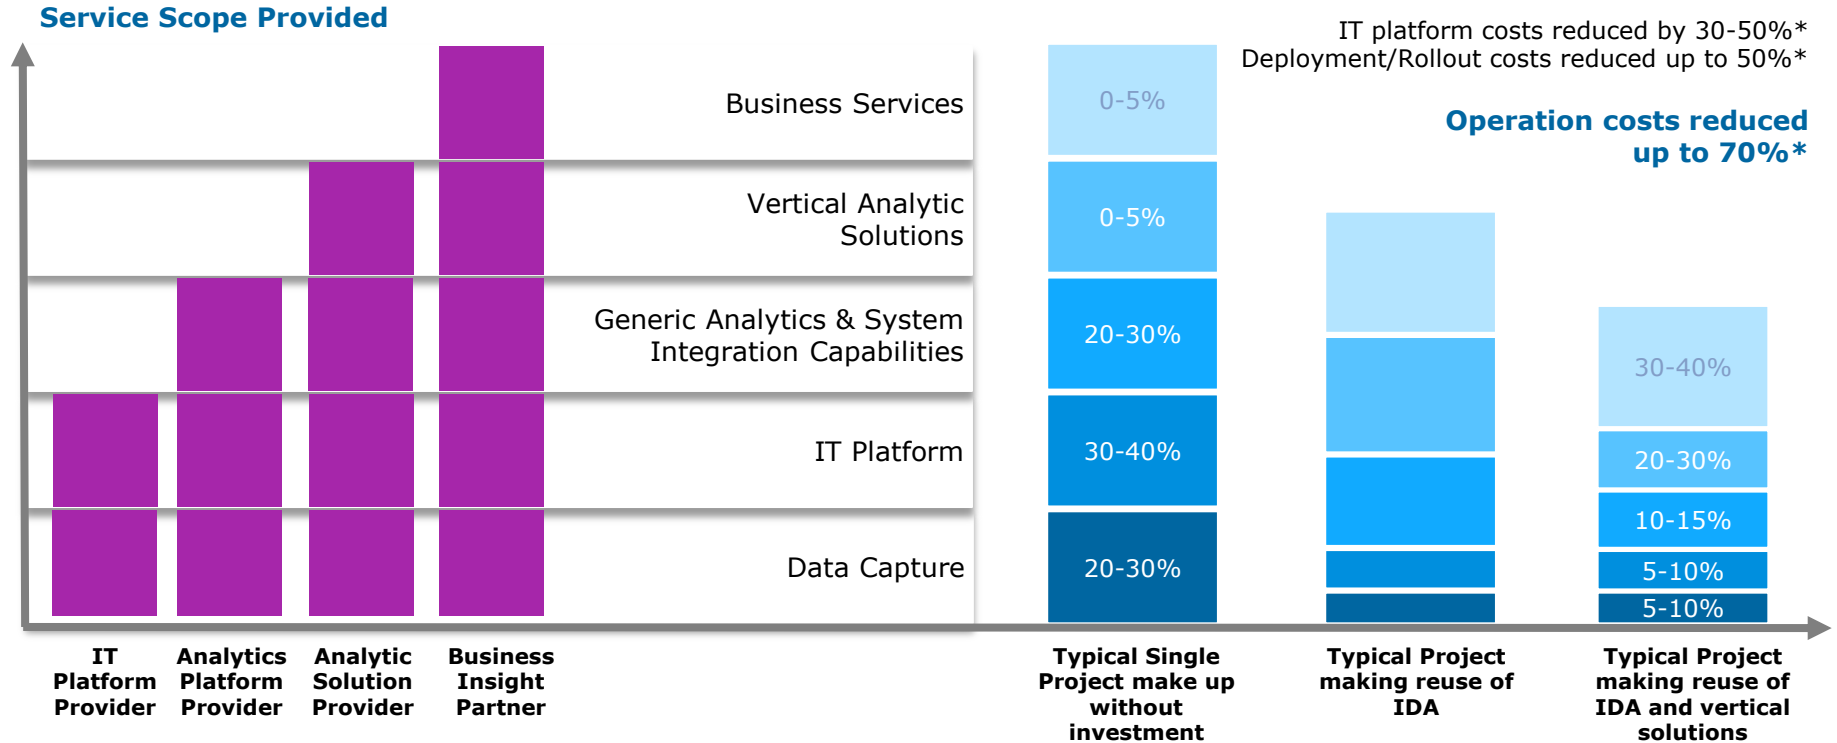 Service Scope Provided
IT platform costs reduced by 30-50%*
Deployment/Rollout costs reduced up to 50%*
Operation costs reduced
up to 70%*
Business Services
Vertical Analytic
Solutions
Generic Analytics & System
Integration Capabilities
IT Platform
Data Capture
0-5%
0-5%
20-30%
30-40%
20-30%
30-40%
20-30%
10-15%
5-10%
5-10%
IT
Platform
Provider
Analytics
Platform
Provider
Analytic
Solution
Provider
Business
Insight
Partner
Typical Single
Project make up
without
investment
Typical Project
making reuse of
IDA
Typical Project
making reuse of
IDA and vertical
solutions